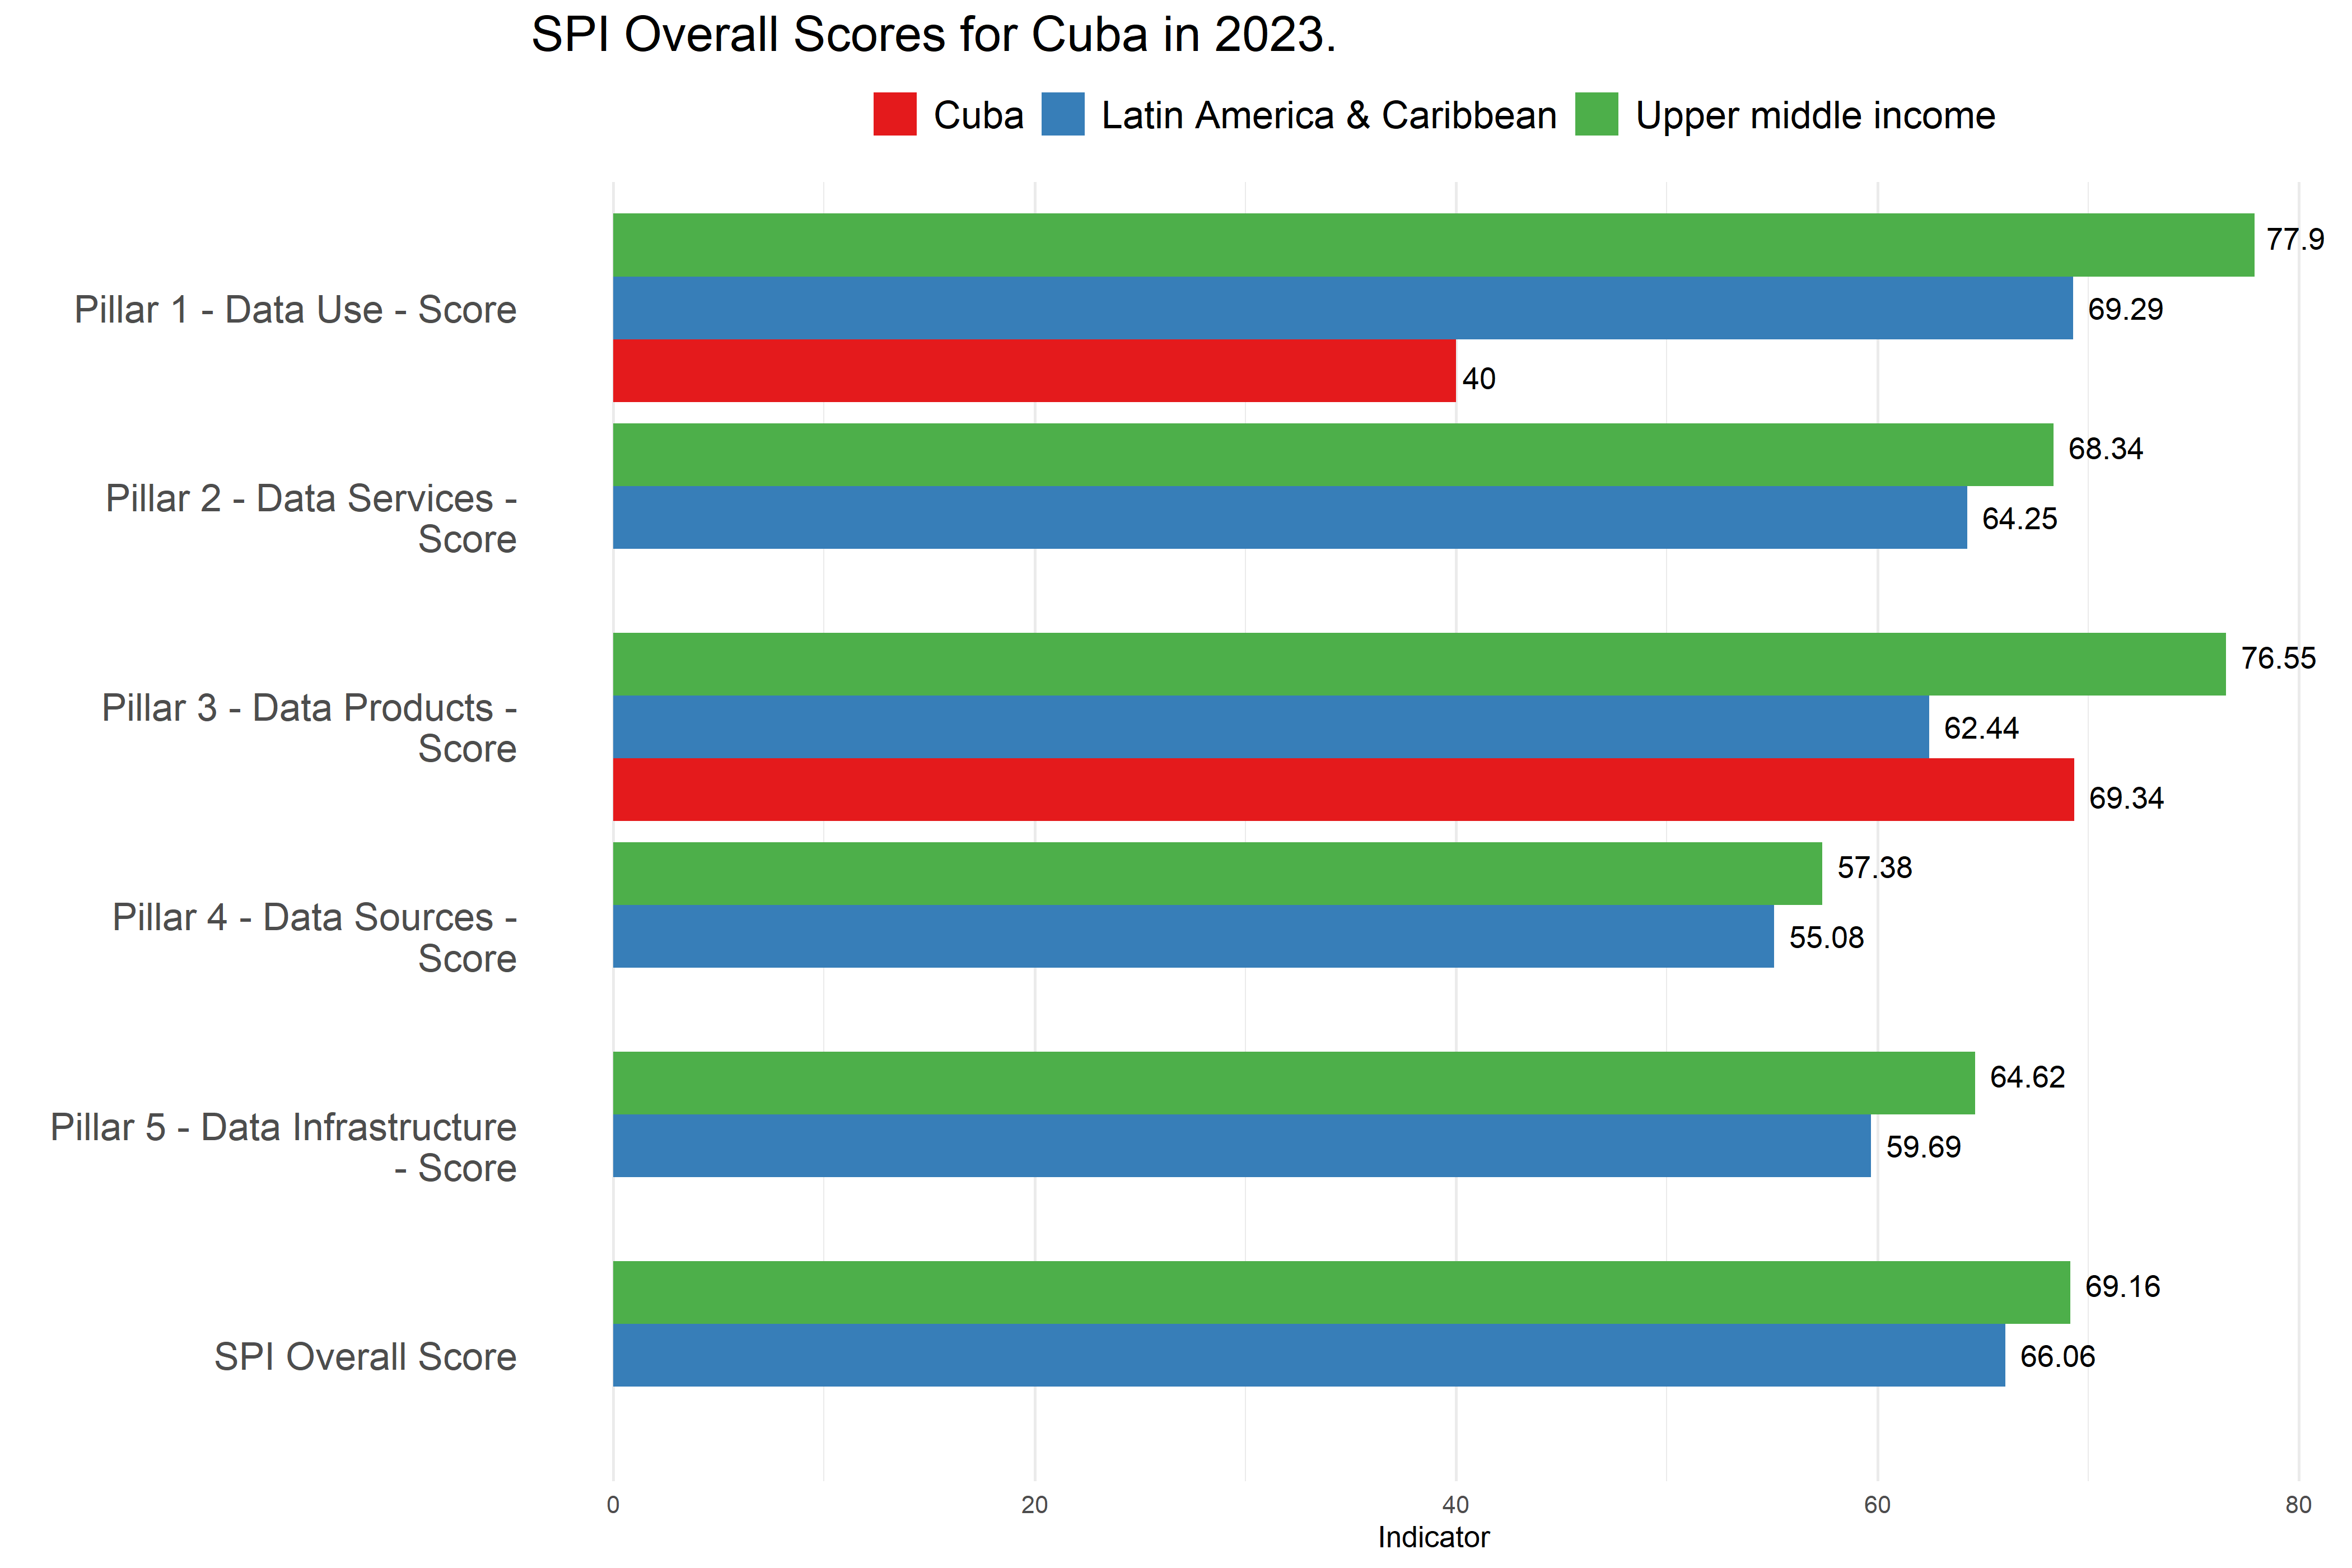 SPI Overall Scores for Cuba in 2023.
Cuba Latin America & Caribbean Upper middle income
77.9
Pillar 1 - Data Use - Score
69.29
40
68.34
Pillar 2 - Data Services -
Score
64.25
76.55
Pillar 3 - Data Products -
Score
62.44
69.34
57.38
Pillar 4 - Data Sources -
Score
55.08
64.62
Pillar 5 - Data Infrastructure
- Score
59.69
69.16
SPI Overall Score
66.06
0 20 40 60 80
Indicator